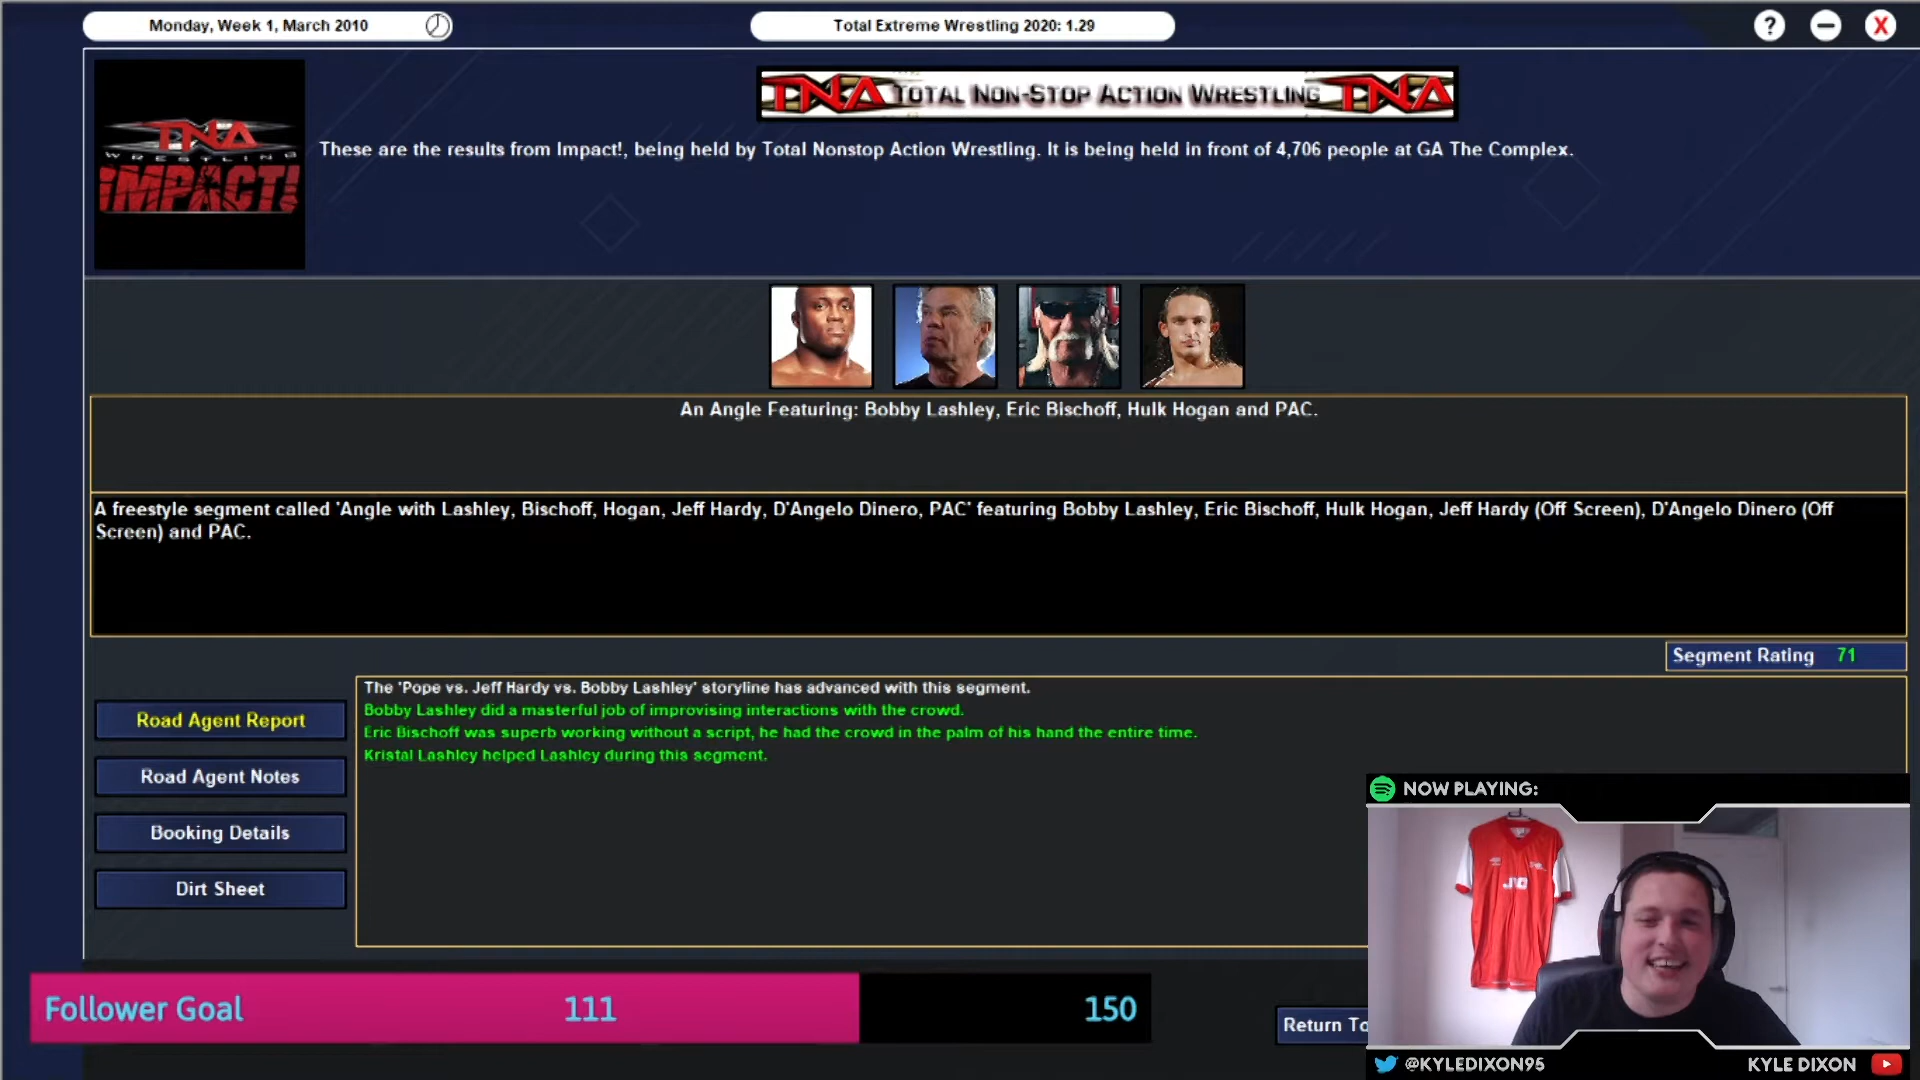 Monday, Week 1, March 2010
Total Extreme Wrestling 2020: 1.29
?
X
TNA TOTAL NON-STOP ACTION WRESTLING TNA
TNA
WRESTLING
iMPACT!
These are the results from Impact!, being held by Total Nonstop Action Wrestling. It is being held in front of 4,706 people at GA The Complex.
An Angle Featuring: Bobby Lashley, Eric Bischoff, Hulk Hogan and PAC.
A freestyle segment called 'Angle with Lashley, Bischoff, Hogan, Jeff Hardy, D'Angelo Dinero, PAC' featuring Bobby Lashley, Eric Bischoff, Hulk Hogan, Jeff Hardy (Off Screen), D'Angelo Dinero (Off
Screen) and PAC.
Segment Rating 71
Road Agent Report
Road Agent Notes
Booking Details
Dirt Sheet
The 'Pope vs. Jeff Hardy vs. Bobby Lashley' storyline has advanced with this segment.
Bobby Lashley did a masterful job of improvising interactions with the crowd.
Eric Bischoff was superb working without a script, he had the crowd in the palm of his hand the entire time.
Kristal Lashley helped Lashley during this segment.
NOW PLAYING:
JVC
Follower Goal 111 150
Return To
@KYLEDIXON95
KYLE DIXON